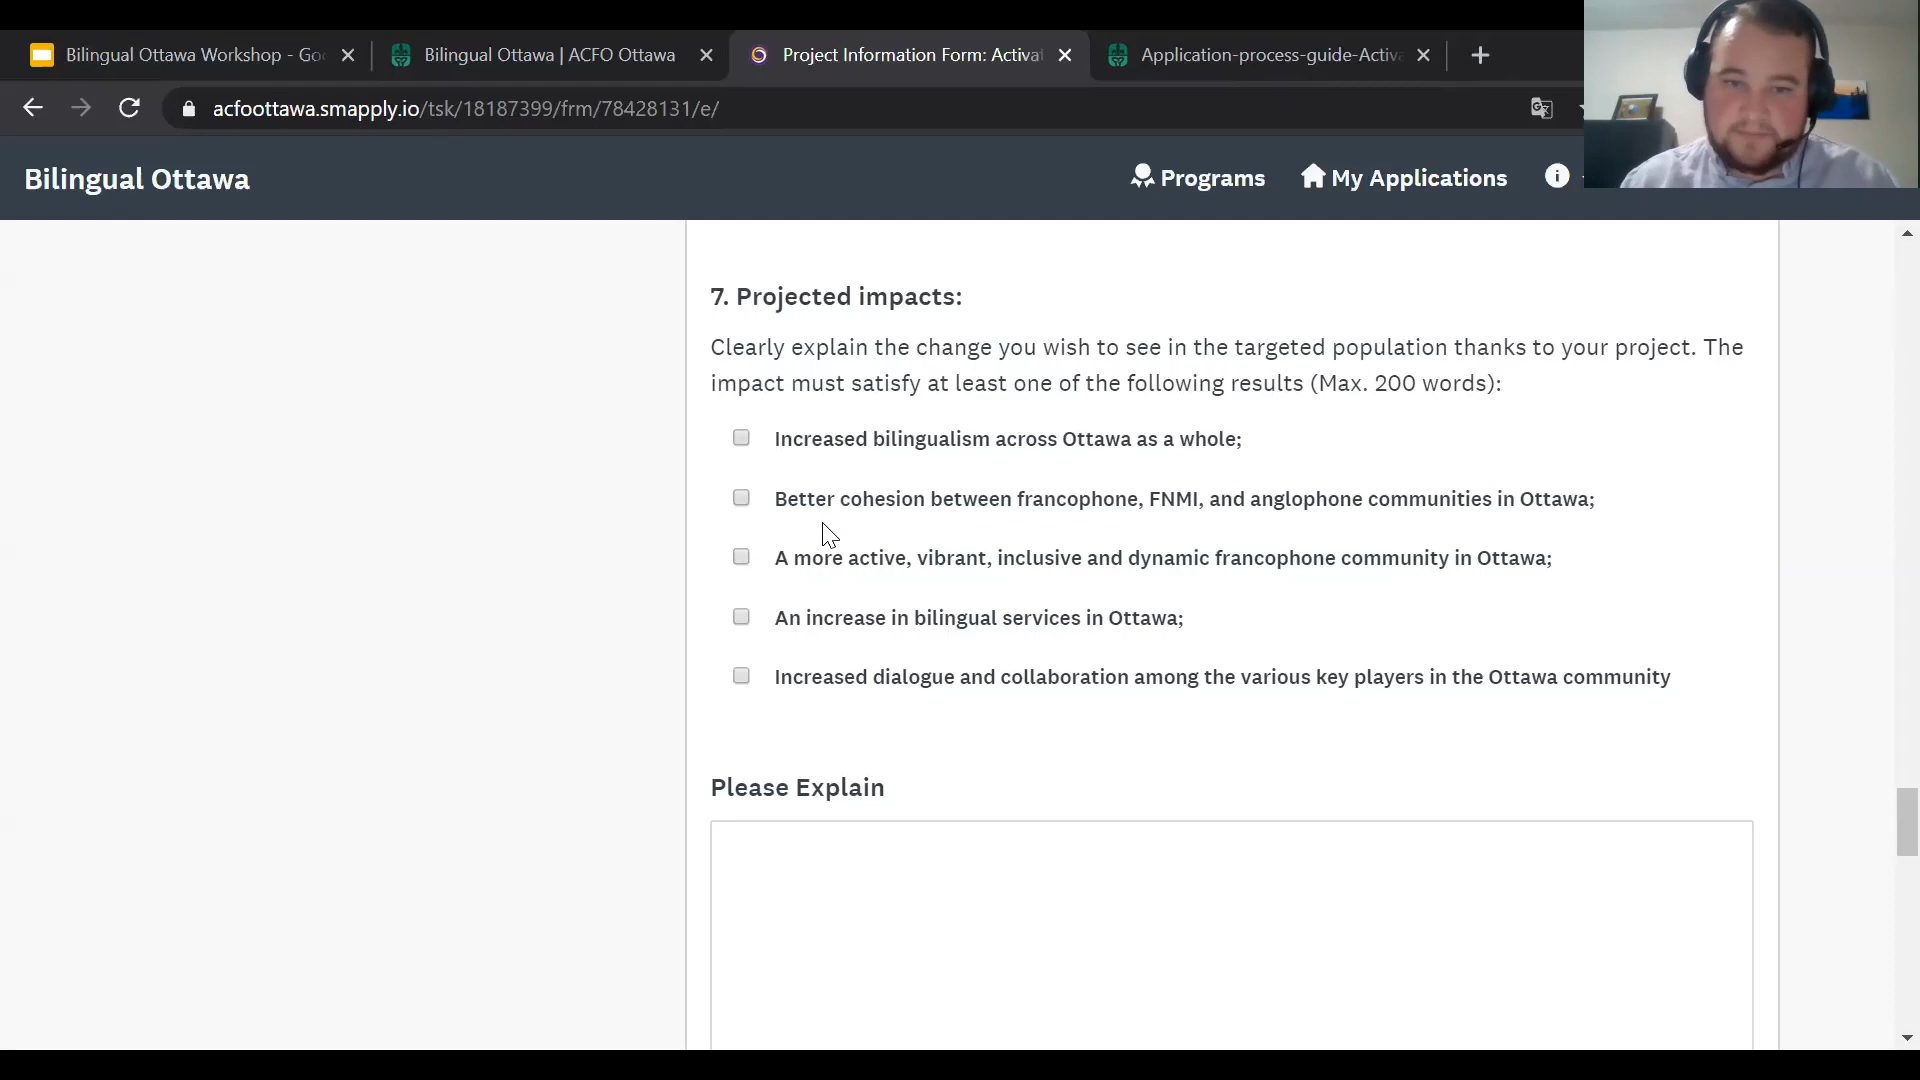 Bilingual Ottawa Workshop - Goo
Bilingual Ottawa | ACFO Ottawa
Project Information Form: Activat
Application-process-guide-Activa
acfoottawa.smapply.io/tsk/18187399/frm/78428131/e/
Bilingual Ottawa
Programs
My Applications
7. Projected impacts:
Clearly explain the change you wish to see in the targeted population thanks to your project. The
impact must satisfy at least one of the following results (Max. 200 words):
Increased bilingualism across Ottawa as a whole;
Better cohesion between francophone, FNMI, and anglophone communities in Ottawa;
A more active, vibrant, inclusive and dynamic francophone community in Ottawa;
An increase in bilingual services in Ottawa;
Increased dialogue and collaboration among the various key players in the Ottawa community
Please Explain